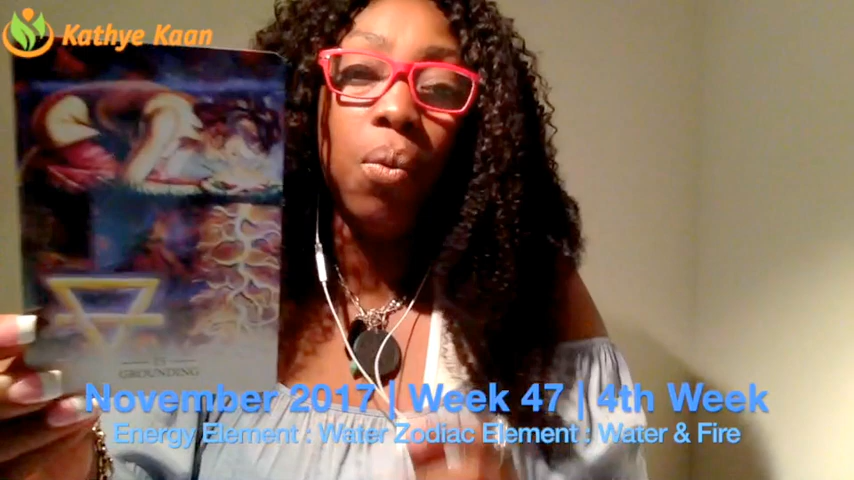 Kathye Kaan
GROUNDING
November 2017 | Week 47 | 4th Week
Energy Element : Water Zodiac Element : Water & Fire